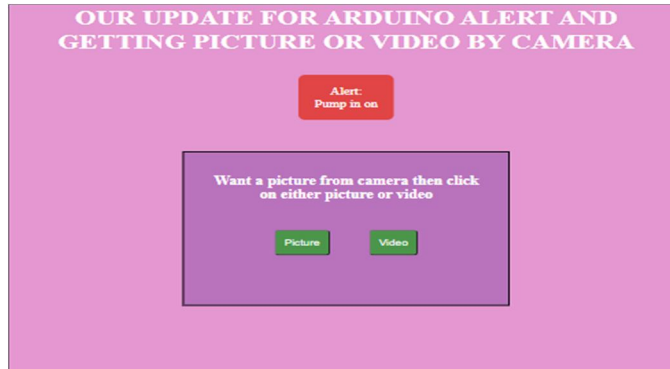 OUR UPDATE FOR ARDUINO ALERT AND
GETTING PICTURE OR VIDEO BY CAMERA
Alert:
Pump in on
Want a picture from camera then click
on either picture or video
Picture
Video